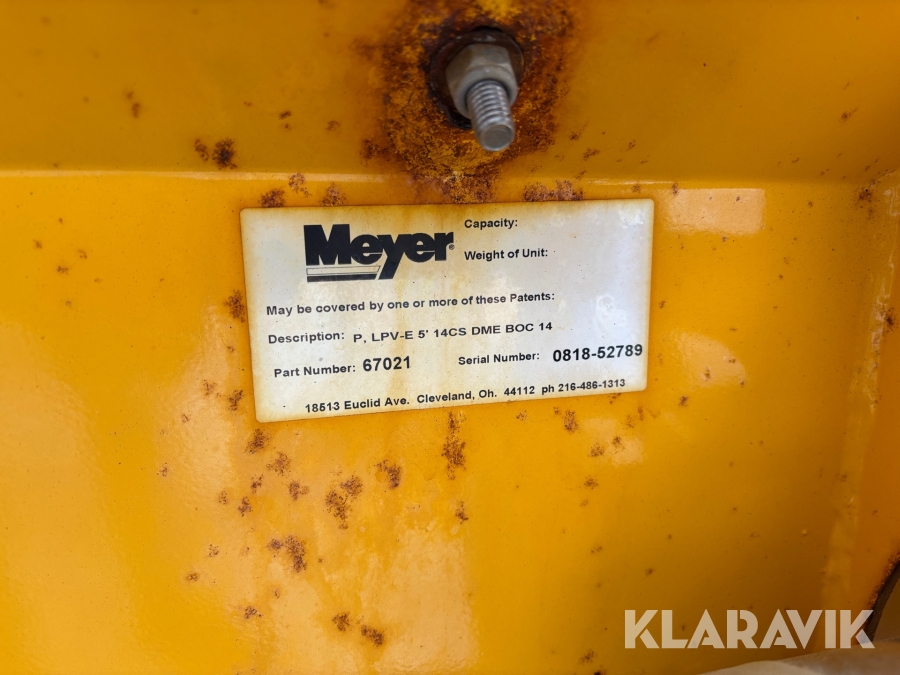 Meyer®
Capacity:
Weight of Unit:
May be covered by one or more of these Patents:
Description: P, LPV-E 5' 14CS DME BOC 14
Part Number: 67021 Serial Number: 0818-52789
18513 Euclid Ave. Cleveland, Oh. 44112 ph 216-486-1313
KLARAVIK